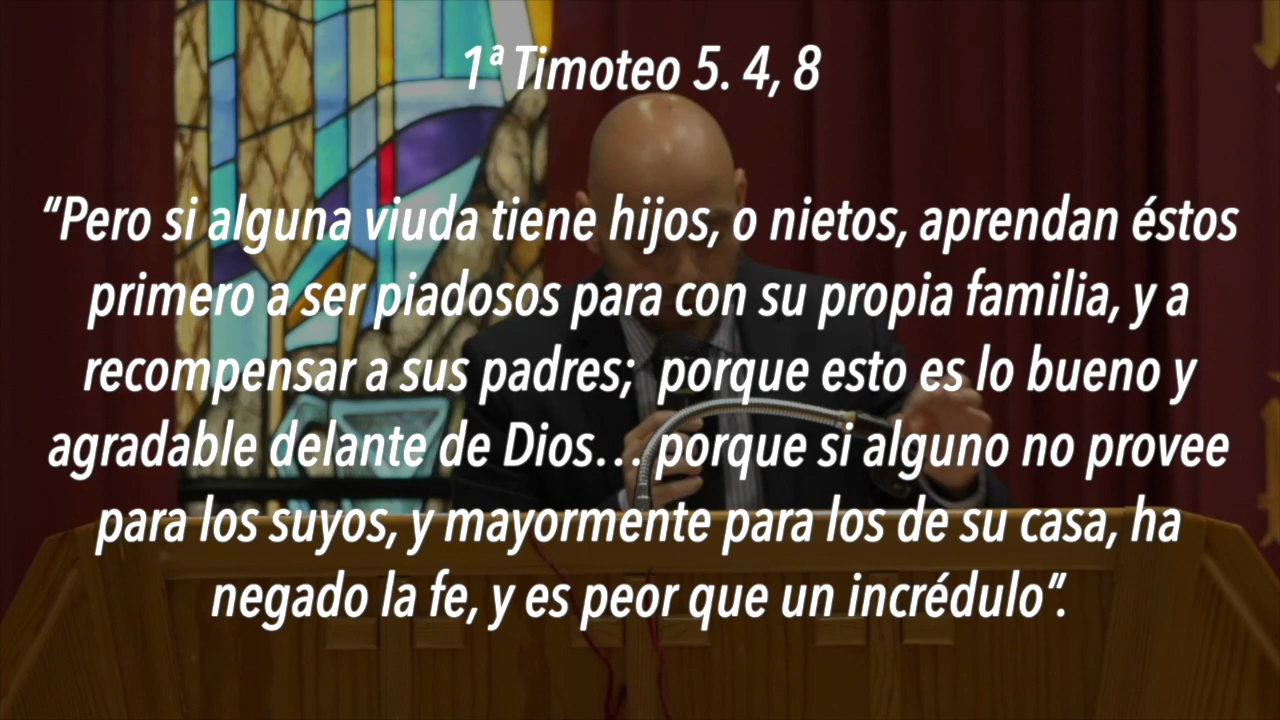 1ª Timoteo 5. 4, 8
“Pero si alguna viuda tiene hijos, o nietos, aprendan éstos
primero a ser piadosos para con su propia familia, y a
recompensar a sus padres;  porque esto es lo bueno y
agradable delante de Dios… porque si alguno no provee
para los suyos, y mayormente para los de su casa, ha
negado la fe, y es peor que un incrédulo”.